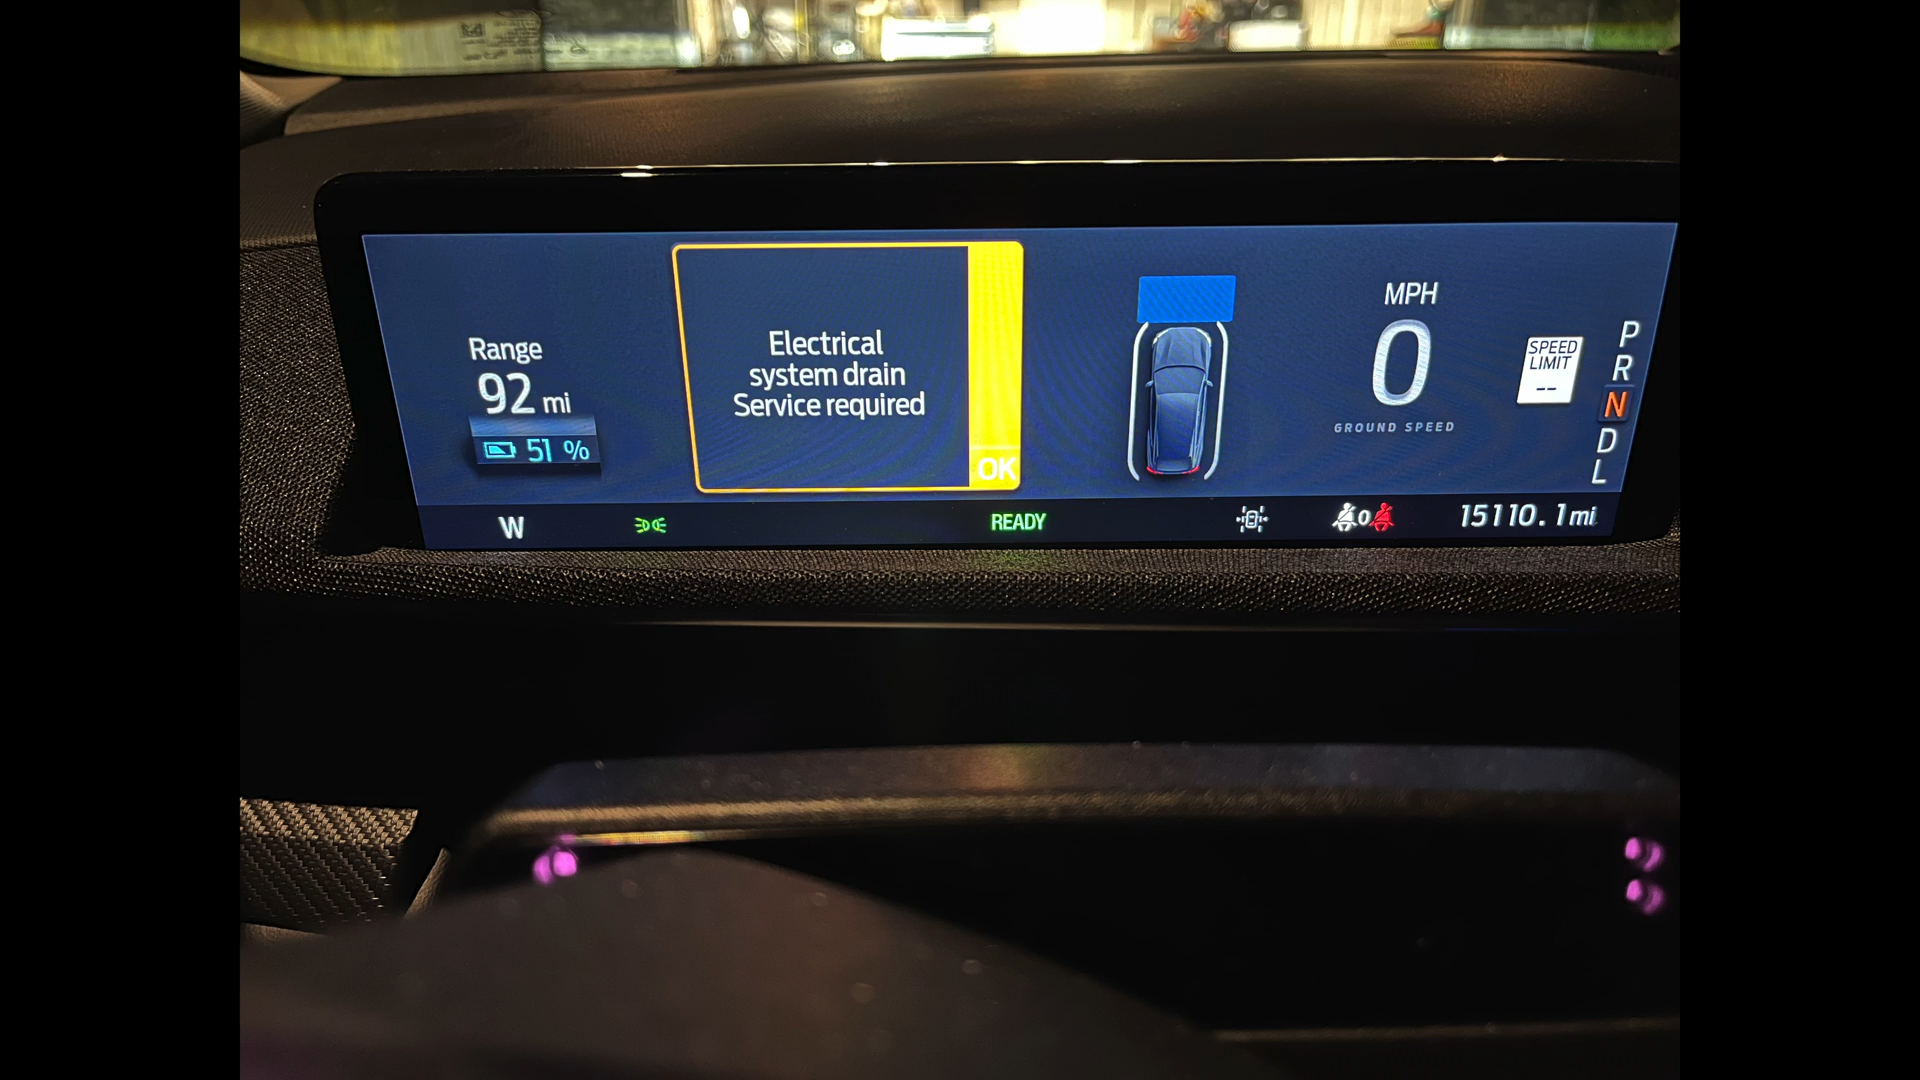 Range
92 mi
51 %
Electrical
system drain
Service required
OK
MPH
0
GROUND SPEED
SPEED
LIMIT
--
P
R
N
D
L
W
READY
0
15110.1 mi